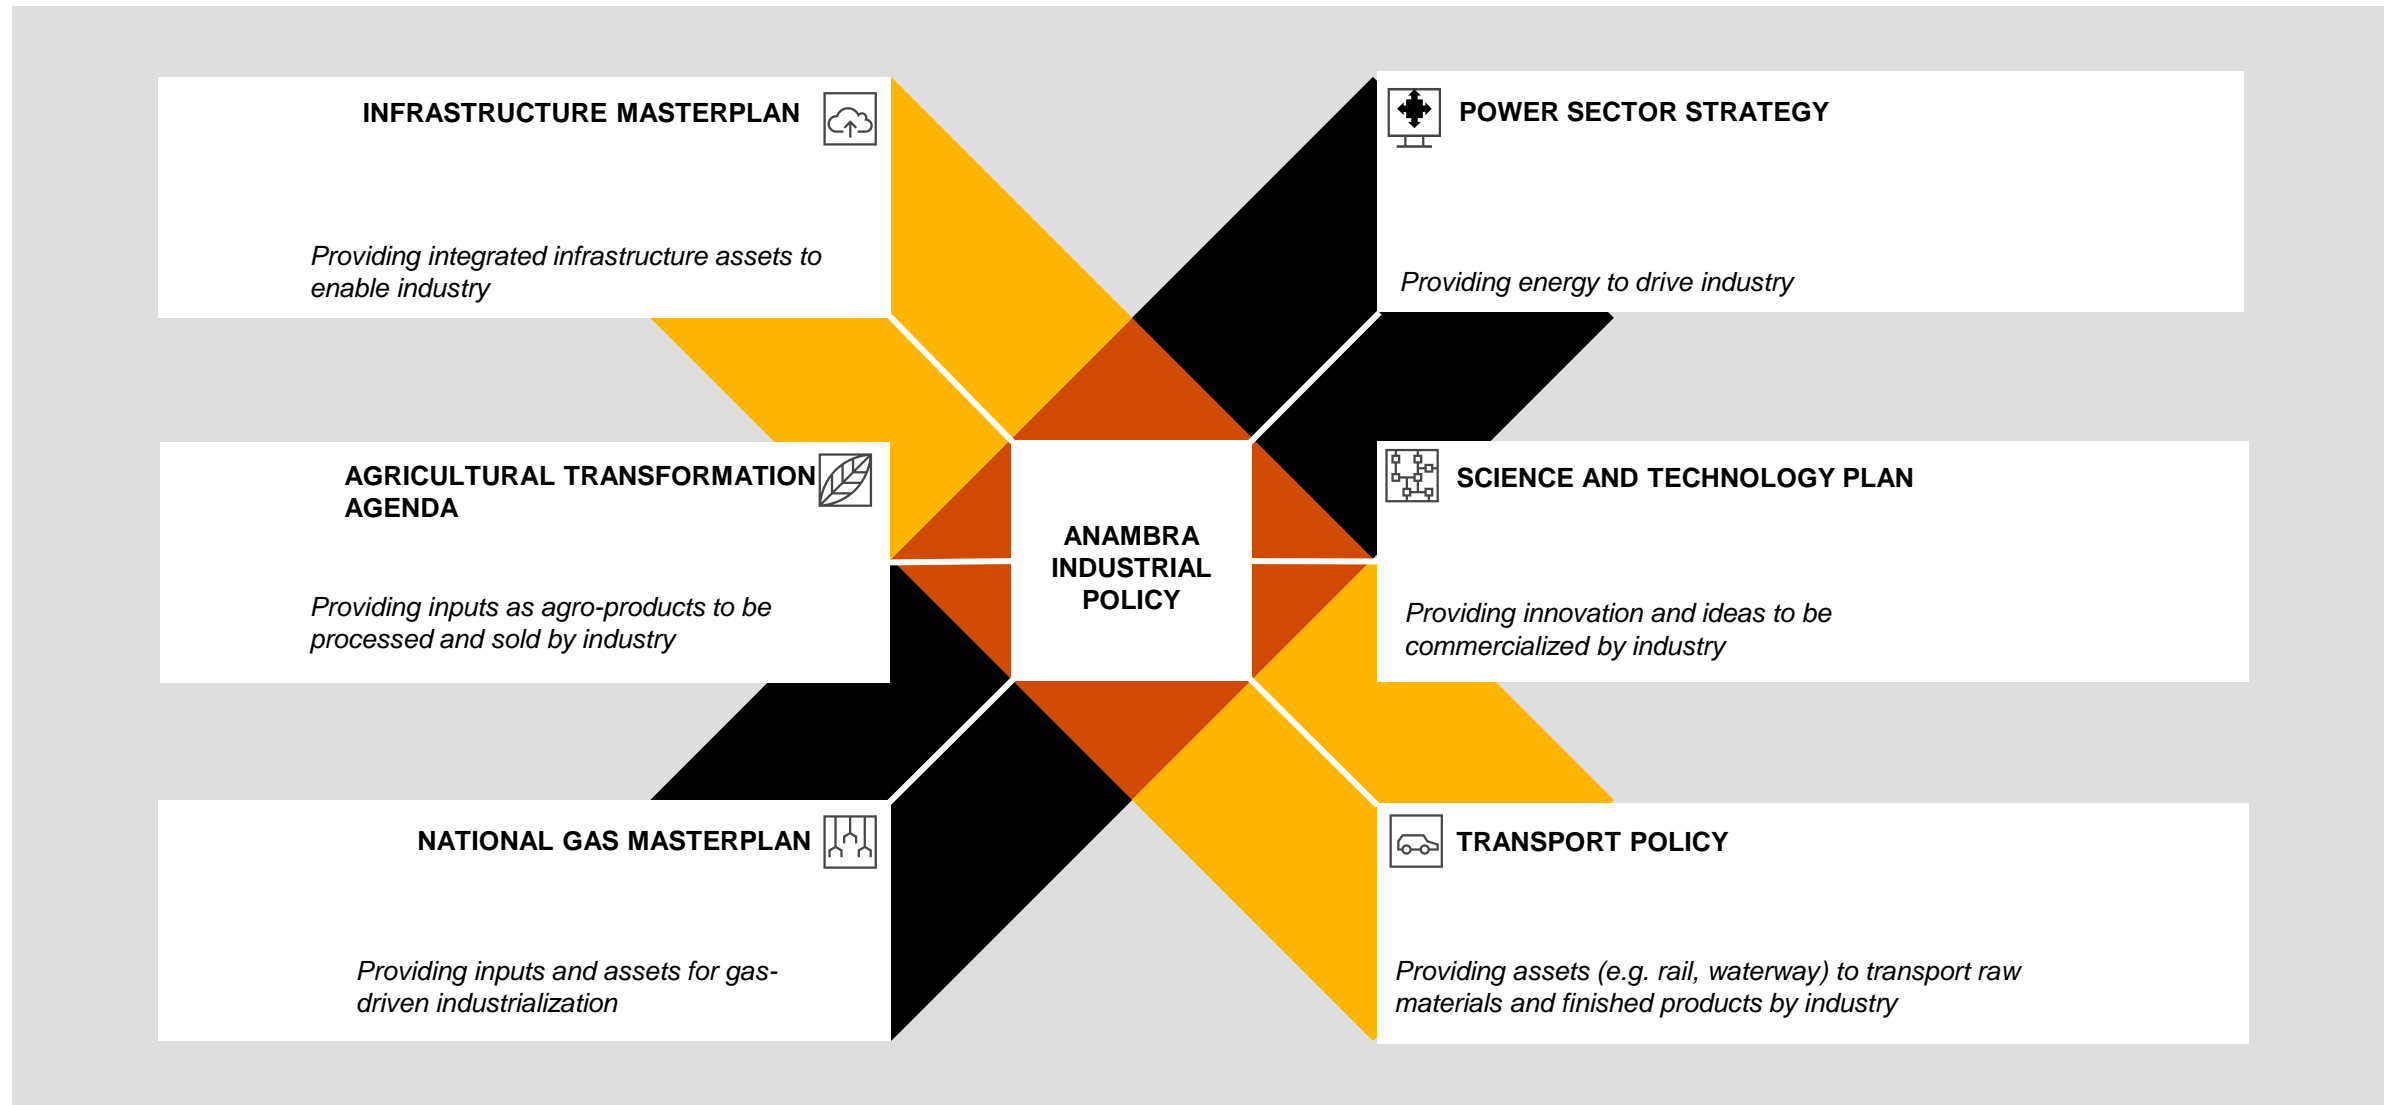 INFRASTRUCTURE MASTERPLAN
Providing integrated infrastructure assets to
enable industry
POWER SECTOR STRATEGY
Providing energy to drive industry
AGRICULTURAL TRANSFORMATION
AGENDA
Providing inputs as agro-products to be
processed and sold by industry
ANAMBRA
INDUSTRIAL
POLICY
SCIENCE AND TECHNOLOGY PLAN
Providing innovation and ideas to be
commercialized by industry
NATIONAL GAS MASTERPLAN
Providing inputs and assets for gas-
driven industrialization
TRANSPORT POLICY
Providing assets (e.g. rail, waterway) to transport raw
materials and finished products by industry